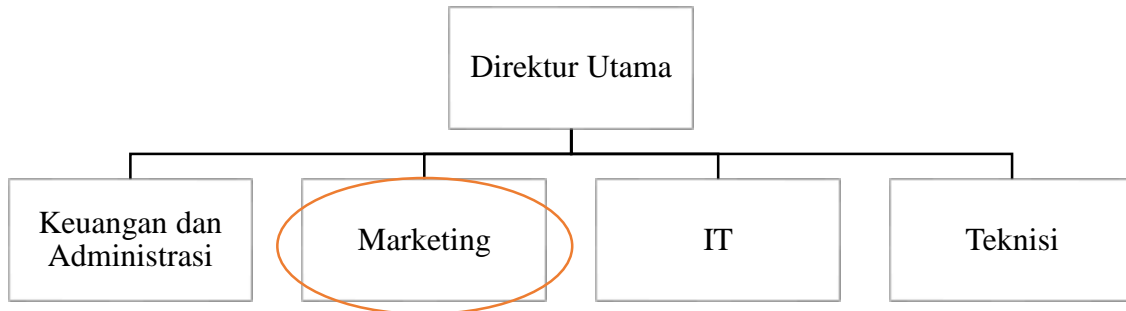 Direktur Utama
Keuangan dan
Administrasi
Marketing
IT
Teknisi